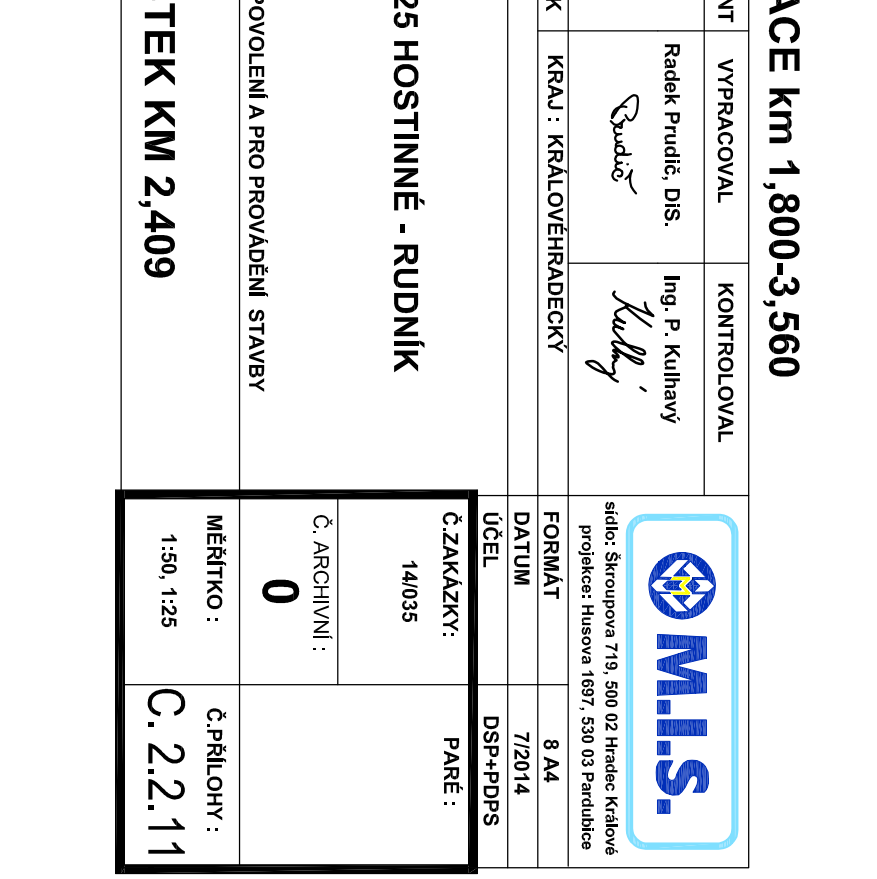 ACE km 1,800-3,560
NT VYPRACOVAL KONTROLOVAL
Radek Prudič, DiS. Ing. P. Kulhavý
Prudič Kulhavý
K KRAJ : KRÁLOVÉHRADECKÝ
M.I.S.
sídlo: Škroupova 719, 500 02 Hradec Králové
projekce: Husova 1697, 530 03 Pardubice
FORMÁT 8 A4
DATUM 7/2014
ÚČEL DSP+PDPS
25 HOSTINNÉ - RUDNÍK
Č.ZAKÁZKY: PARÉ :
14/035
Č. ARCHIVNÍ :
0
POVOLENÍ A PRO PROVÁDĚNÍ STAVBY
TEK KM 2,409
MĚŘÍTKO : Č.PŘÍLOHY :
1:50, 1:25 C. 2.2.11